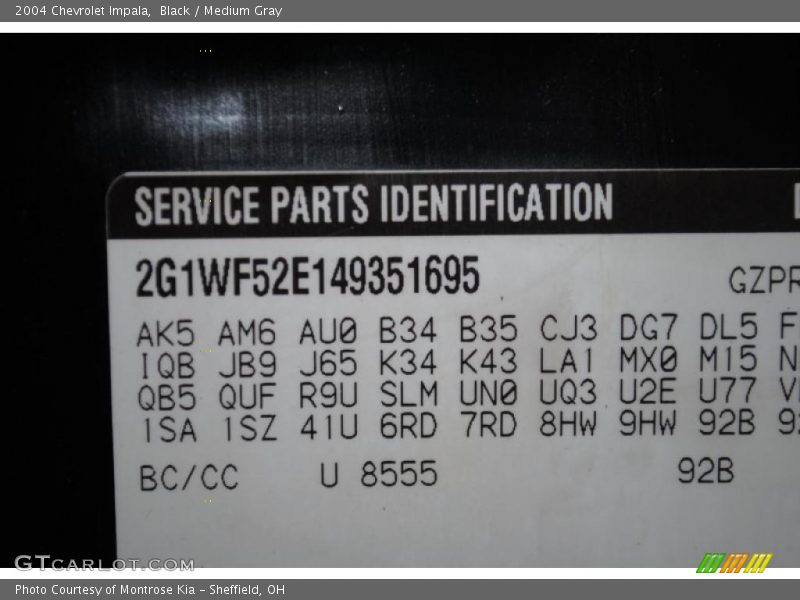 2004 Chevrolet Impala,  Black / Medium Gray
SERVICE PARTS IDENTIFICATION
2G1WF52E149351695 GZPR
AK5 AM6 AU0 B34 B35 CJ3 DG7 DL5 F
IQB JB9 J65 K34 K43 LA1 MX0 M15 N
QB5 QUF R9U SLM UN0 UQ3 U2E U77 V
1SA 1SZ 41U 6RD 7RD 8HW 9HW 92B 92
BC/CC U 8555 92B
GTcarlot.com
Photo Courtesy of Montrose Kia – Sheffield, OH